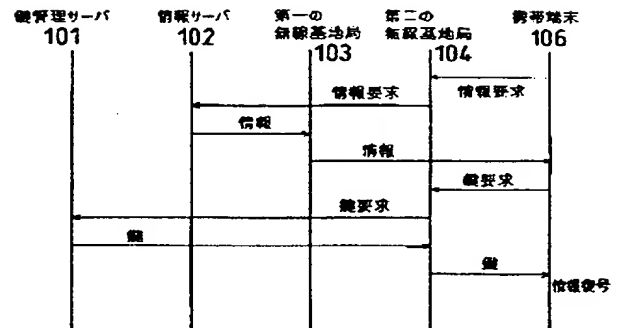 鍵管理サーバ
101
情報サーバ
102
第一の
無線基地局
103
第二の
無線基地局
104
携帯端末
106
情報要求
情報要求
情報
情報
鍵要求
鍵要求
鍵
鍵
情報復号